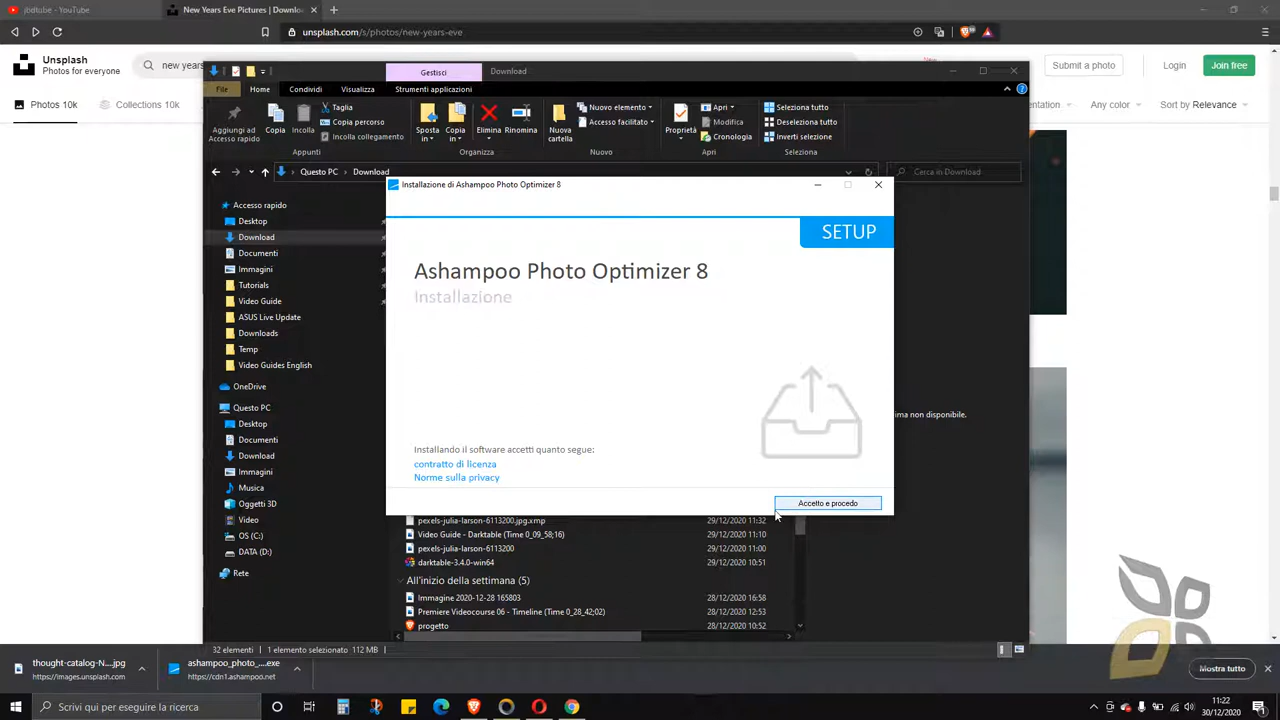 jbdtube - YouTube
New Years Eve Pictures | Downlo
unsplash.com/s/photos/new-years-eve
Unsplash
Photos for everyone
new years
New
Submit a photo
Login
Join free
Photos 10k
Collections 10k
entation
Any color
Sort by Relevance
Gestisci
Download
File
Home
Condividi
Visualizza
Strumenti applicazioni
Aggiungi ad Accesso rapido
Copia
Incolla
Taglia
Copia percorso
Incolla collegamento
Appunti
Sposta in
Copia in
Elimina
Rinomina
Organizza
Nuova cartella
Nuovo elemento
Accesso facilitato
Nuovo
Proprietà
Apri
Modifica
Cronologia
Apri
Seleziona tutto
Deseleziona tutto
Inverti selezione
Seleziona
Questo PC
Download
Cerca in Download
Accesso rapido
Desktop
Download
Documenti
Immagini
Tutorials
Video Guide
ASUS Live Update
Downloads
Temp
Video Guides English
OneDrive
Questo PC
Desktop
Documenti
Download
Immagini
Musica
Oggetti 3D
Video
OS (C:)
DATA (D:)
Rete
Installazione di Ashampoo Photo Optimizer 8
SETUP
Ashampoo Photo Optimizer 8
Installazione
Installando il software accetti quanto segue:
contratto di licenza
Norme sulla privacy
Accetto e procedo
ima non disponibile.
pexels-julia-larson-6113200.jpg.xmp 29/12/2020 11:32
Video Guide - Darktable (Time 0_09_58;16) 29/12/2020 11:10
pexels-julia-larson-6113200 29/12/2020 11:00
darktable-3.4.0-win64 29/12/2020 10:51
All'inizio della settimana (5)
Immagine 2020-12-28 165803 28/12/2020 16:58
Premiere Videocourse 06 - Timeline (Time 0_28_42;02) 28/12/2020 12:53
progetto 28/12/2020 10:52
32 elementi
1 elemento selezionato 112 MB
thought-catalog-N....jpg
https://images.unsplash.com
ashampoo_photo_....exe
https://cdn1.ashampoo.net
Mostra tutto
Scrivi qui per eseguire la ricerca
11:22
30/12/2020